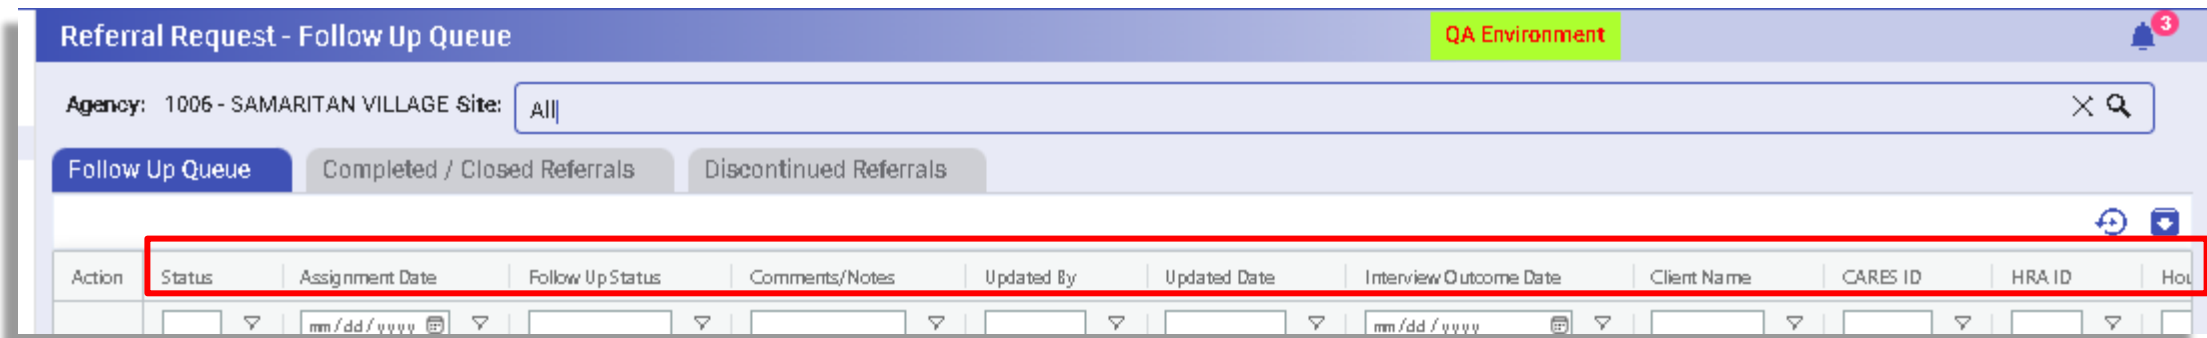 Referral Request - Follow Up Queue QA Environment 3
Agency: 1006 - SAMARITAN VILLAGE Site: All
Follow Up Queue Completed / Closed Referrals Discontinued Referrals
Action Status Assignment Date Follow Up Status Comments/Notes Updated By Updated Date Interview Outcome Date Client Name CARES ID HRA ID Hou
mm/dd/yyyy mm/dd/yyyy